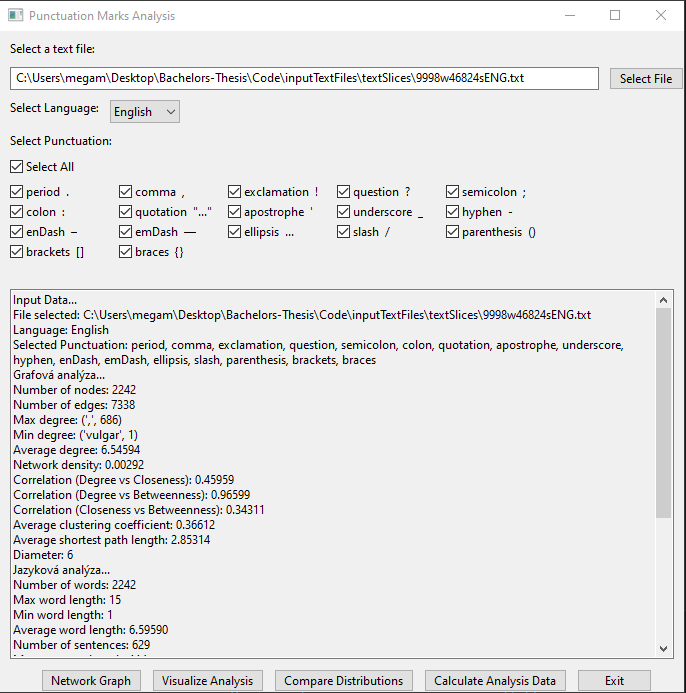 Punctuation Marks Analysis
Select a text file:
C:\Users\megam\Desktop\Bachelors-Thesis\Code\inputTextFiles\textSlices\9998w46824sENG.txt
Select File
Select Language:
English
Select Punctuation:
Select All
period .
comma ,
exclamation !
question ?
semicolon ;
colon :
quotation "..."
apostrophe '
underscore _
hyphen -
enDash –
emDash —
ellipsis ...
slash /
parenthesis ()
brackets []
braces {}
Input Data...
File selected: C:\Users\megam\Desktop\Bachelors-Thesis\Code\inputTextFiles\textSlices\9998w46824sENG.txt
Language: English
Selected Punctuation: period, comma, exclamation, question, semicolon, colon, quotation, apostrophe, underscore,
hyphen, enDash, emDash, ellipsis, slash, parenthesis, brackets, braces
Grafová analýza...
Number of nodes: 2242
Number of edges: 7338
Max degree: (',', 686)
Min degree: ('vulgar', 1)
Average degree: 6.54594
Network density: 0.00292
Correlation (Degree vs Closeness): 0.45959
Correlation (Degree vs Betweenness): 0.96599
Correlation (Closeness vs Betweenness): 0.34311
Average clustering coefficient: 0.36612
Average shortest path length: 2.85314
Diameter: 6
Jazyková analýza...
Number of words: 2242
Max word length: 15
Min word length: 1
Average word length: 6.59590
Number of sentences: 629
Network Graph
Visualize Analysis
Compare Distributions
Calculate Analysis Data
Exit